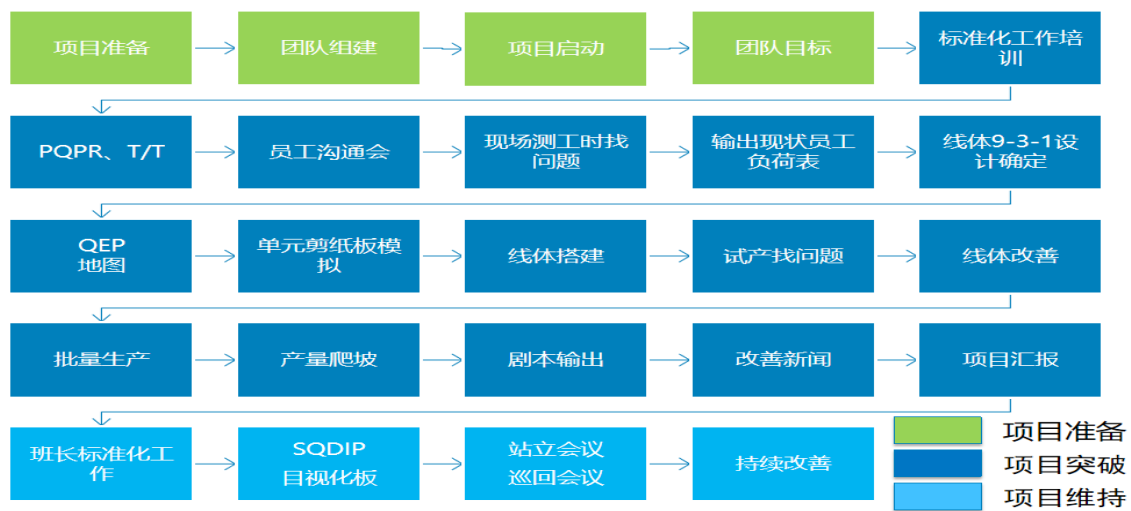 项目准备
团队组建
项目启动
团队目标
标准化工作培
训
PQPR、T/T
员工沟通会
现场测工时找
问题
输出现状员工
负荷表
线体9-3-1设
计确定
QEP
地图
单元剪纸板模
拟
线体搭建
试产找问题
线体改善
批量生产
产量爬坡
剧本输出
改善新闻
项目汇报
班长标准化工
作
SQDIP
目视化板
站立会议
巡回会议
持续改善
项目准备
项目突破
项目维持